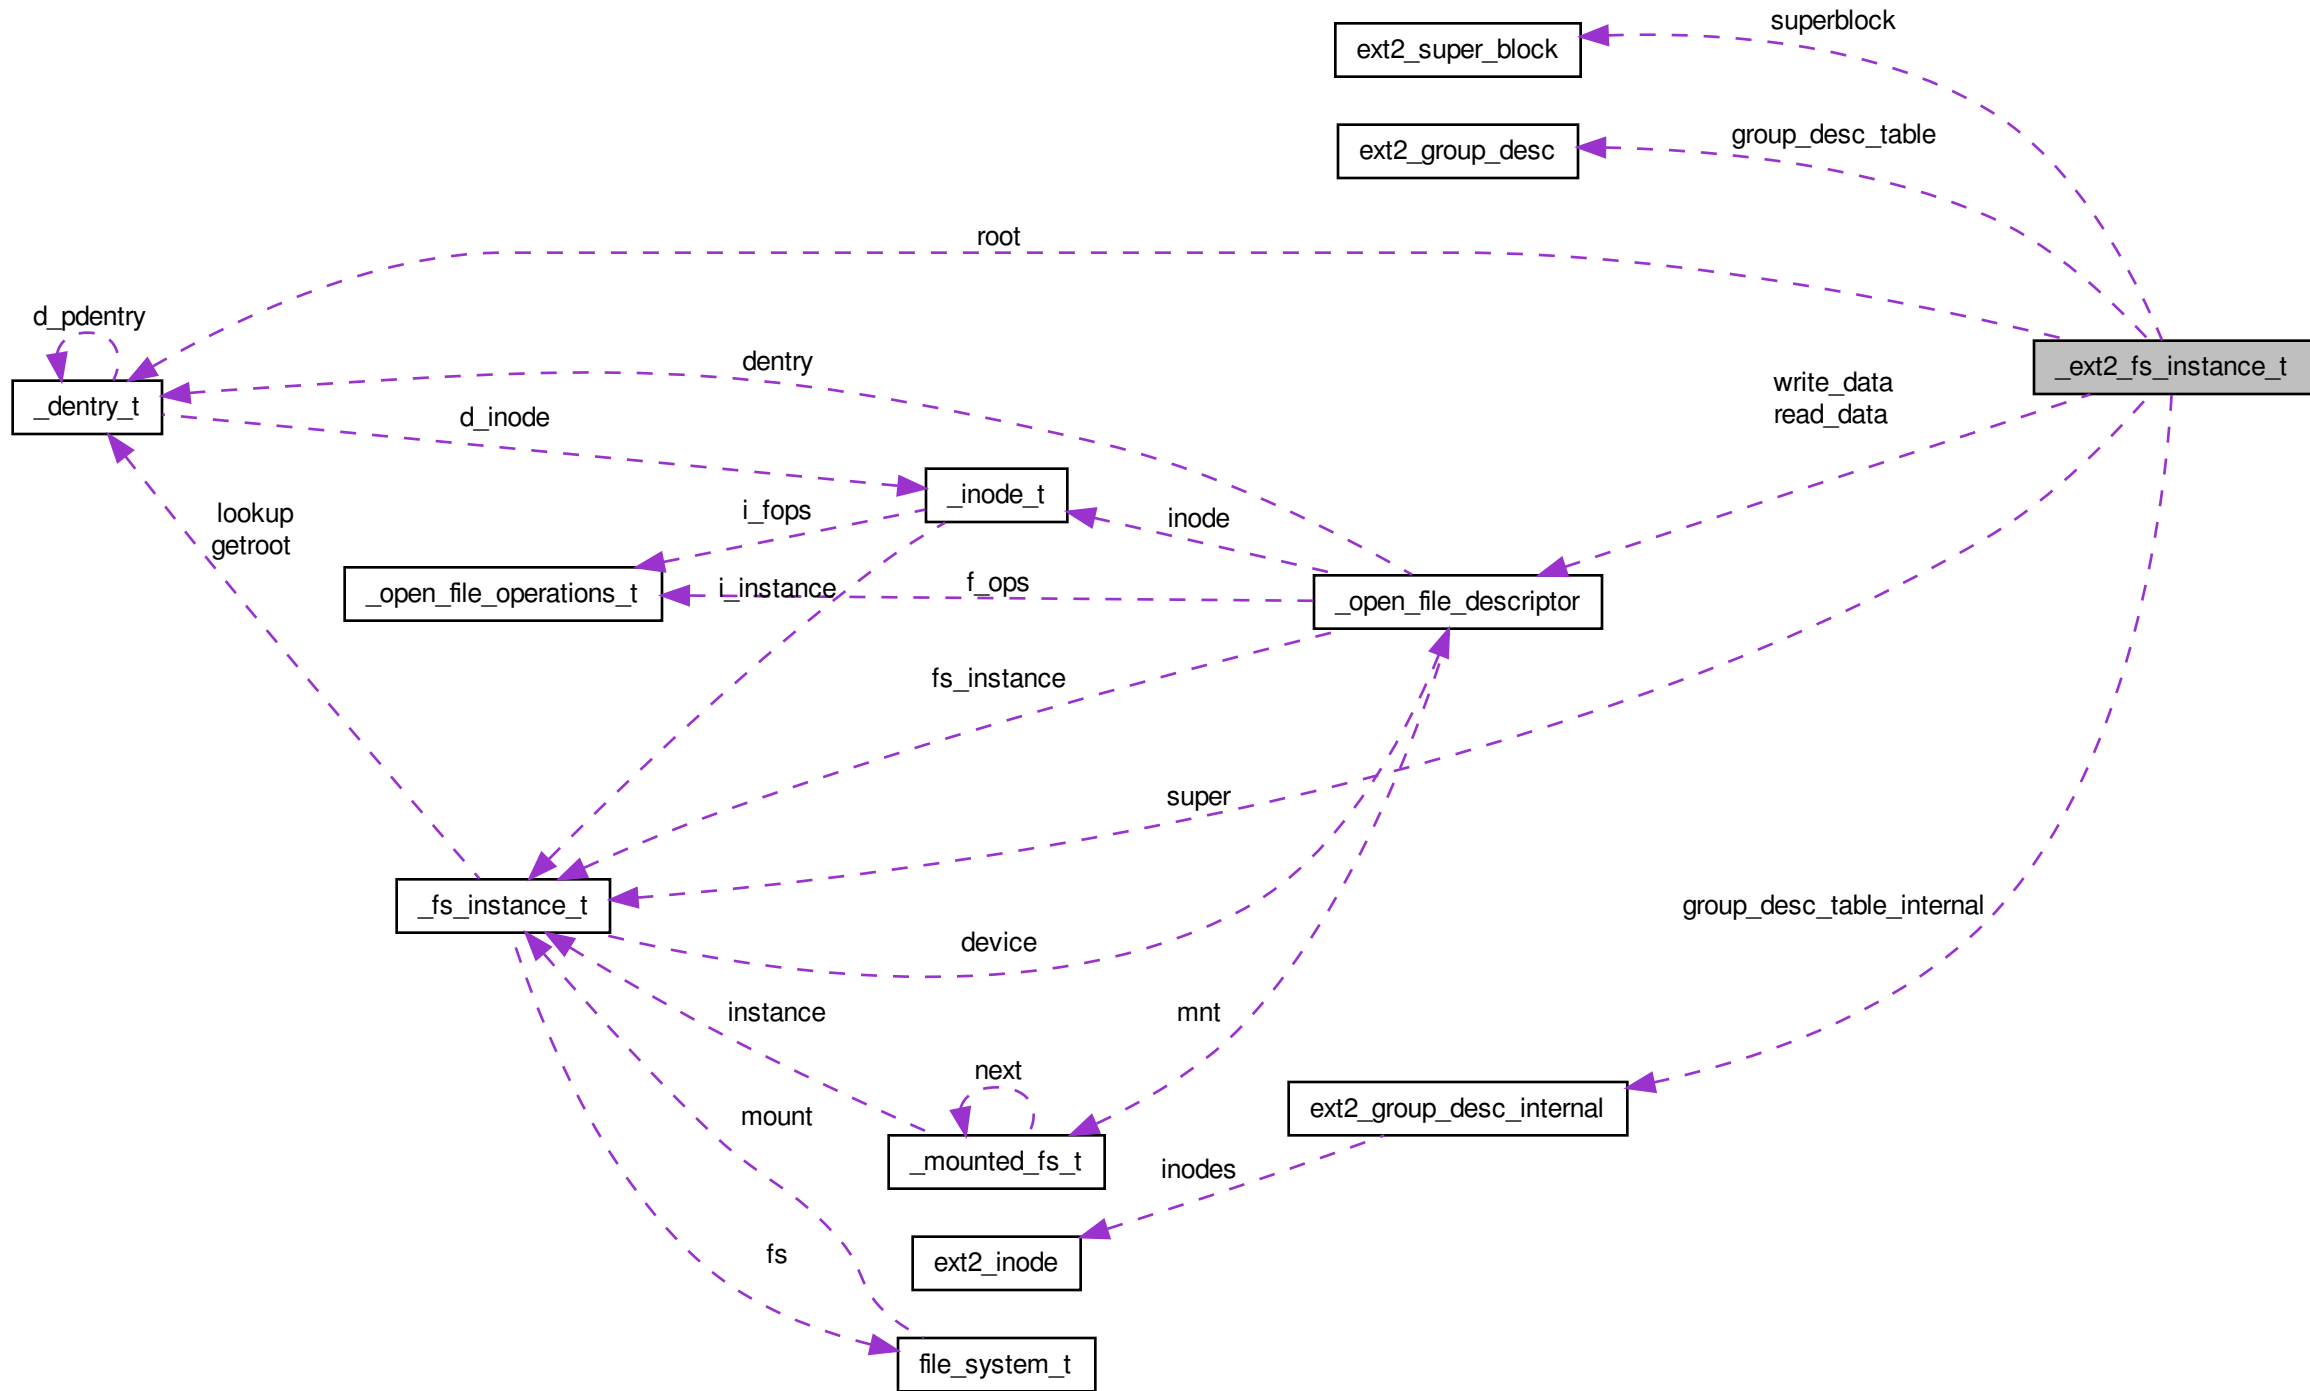 superblock
ext2_super_block
group_desc_table
ext2_group_desc
root
d_pdentry
dentry
_ext2_fs_instance_t
write_data
read_data
_dentry_t
d_inode
_inode_t
lookup
getroot
i_fops
inode
_open_file_operations_t
i_instance
f_ops
_open_file_descriptor
fs_instance
super
_fs_instance_t
group_desc_table_internal
device
instance
mnt
next
mount
ext2_group_desc_internal
_mounted_fs_t
inodes
fs
ext2_inode
file_system_t